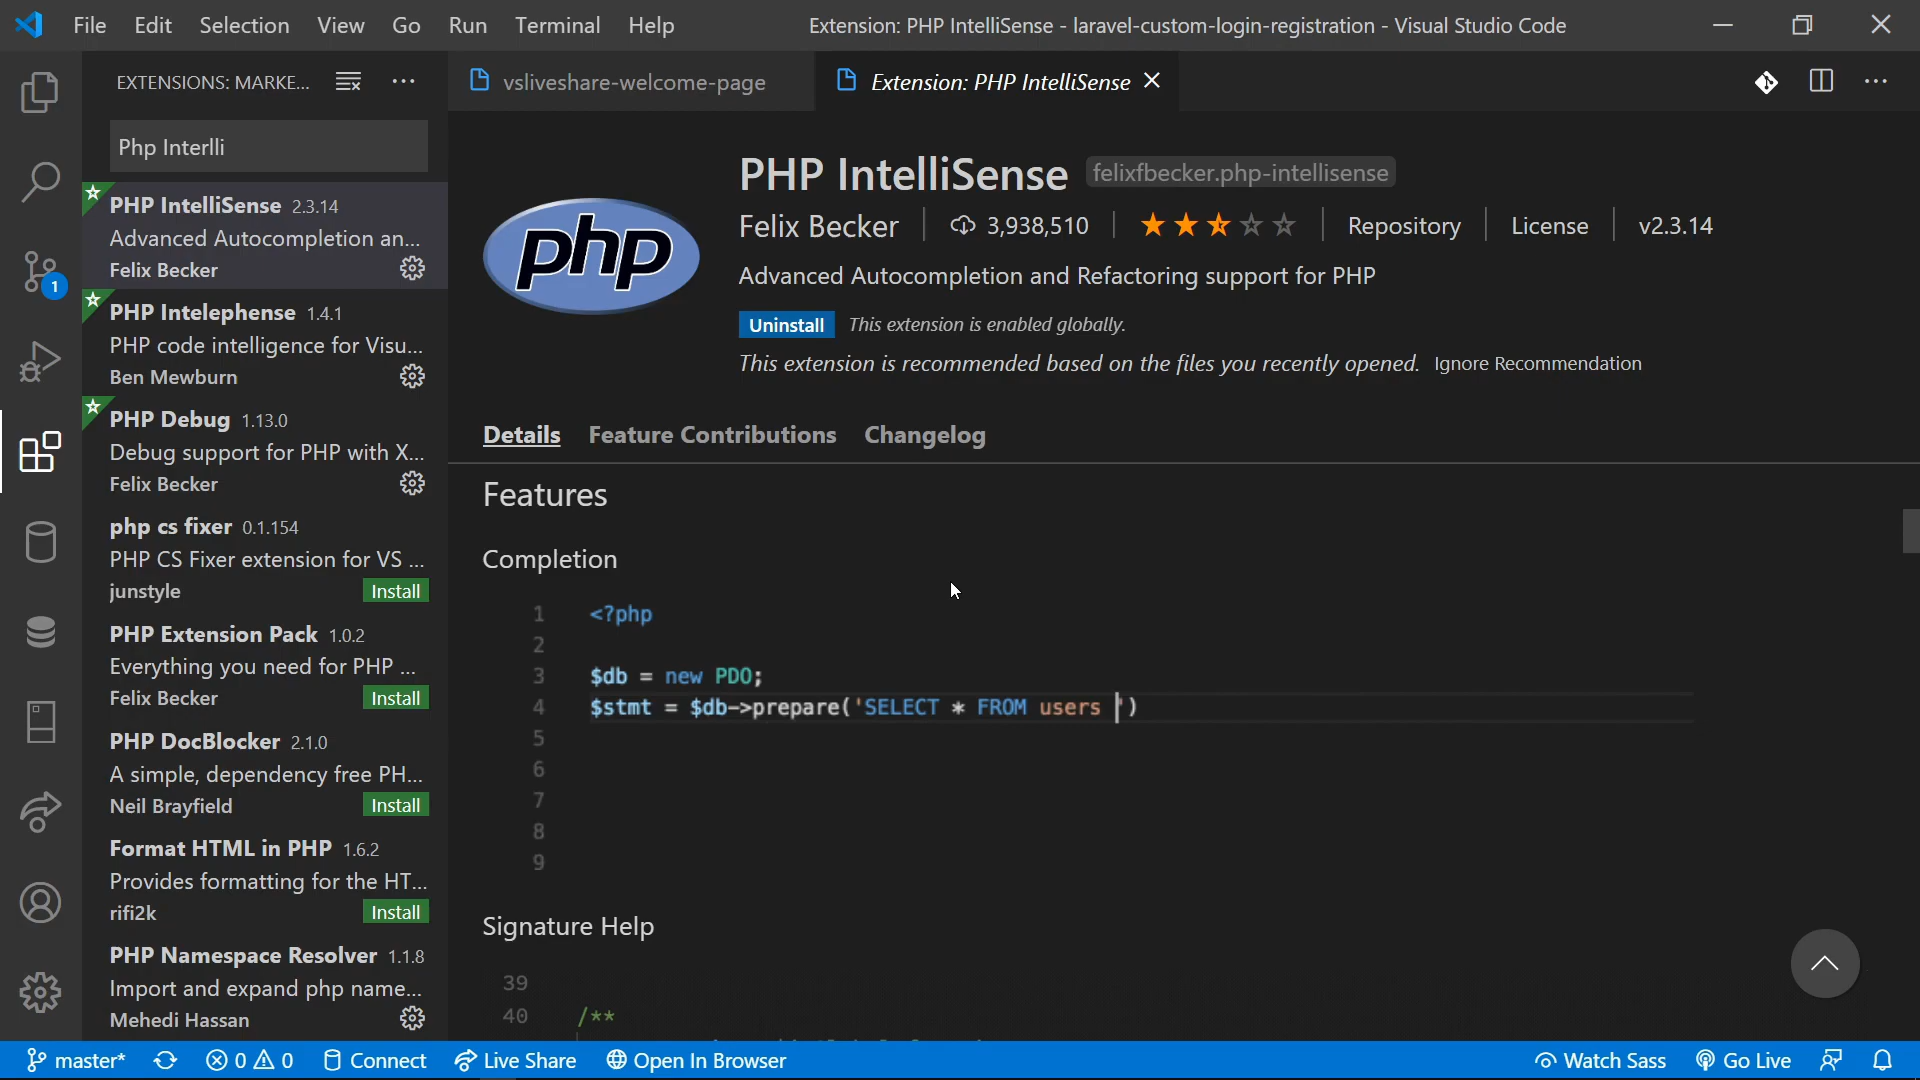 File Edit Selection View Go Run Terminal Help
Extension: PHP IntelliSense - laravel-custom-login-registration - Visual Studio Code
EXTENSIONS: MARKE...
vsliveshare-welcome-page
Extension: PHP IntelliSense
Php Interlli
PHP IntelliSense 2.3.14
Advanced Autocompletion an...
Felix Becker
PHP Intelephense 1.4.1
PHP code intelligence for Visu...
Ben Mewburn
PHP Debug 1.13.0
Debug support for PHP with X...
Felix Becker
php cs fixer 0.1.154
PHP CS Fixer extension for VS ...
junstyle Install
PHP Extension Pack 1.0.2
Everything you need for PHP ...
Felix Becker Install
PHP DocBlocker 2.1.0
A simple, dependency free PH...
Neil Brayfield Install
Format HTML in PHP 1.6.2
Provides formatting for the HT...
rifi2k Install
PHP Namespace Resolver 1.1.8
Import and expand php name...
Mehedi Hassan
1
php
PHP IntelliSense felixfbecker.php-intellisense
Felix Becker 3,938,510 Repository License v2.3.14
Advanced Autocompletion and Refactoring support for PHP
Uninstall This extension is enabled globally.
This extension is recommended based on the files you recently opened. Ignore Recommendation
Details Feature Contributions Changelog
Features
Completion
1 <?php
2
3 $db = new PDO;
4 $stmt = $db->prepare('SELECT * FROM users ')
5
6
7
8
9
Signature Help
39
40 /**
master* 0 0 Connect Live Share Open In Browser Watch Sass Go Live